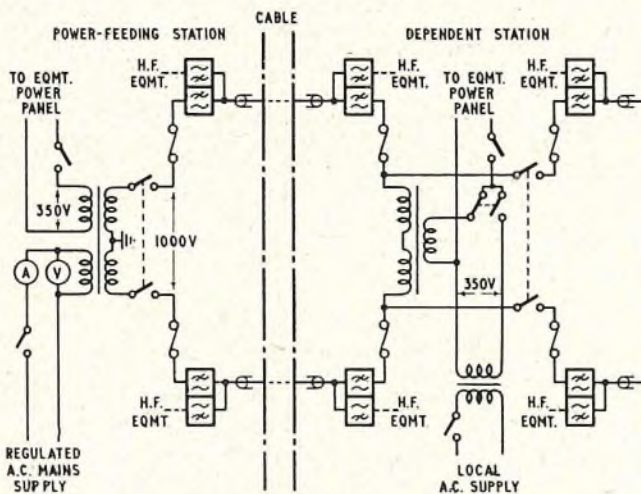 CABLE
POWER-FEEDING STATION
DEPENDENT STATION
H.F.
EQMT.
H.F.
EQMT.
H.F.
EQMT.
TO EQMT.
POWER
PANEL
TO EQMT.
POWER
PANEL
350V
1000V
A
V
350V
H.F.
EQMT.
H.F.
EQMT.
H.F.
EQMT.
REGULATED
A.C. MAINS
SUPPLY
LOCAL
A.C. SUPPLY